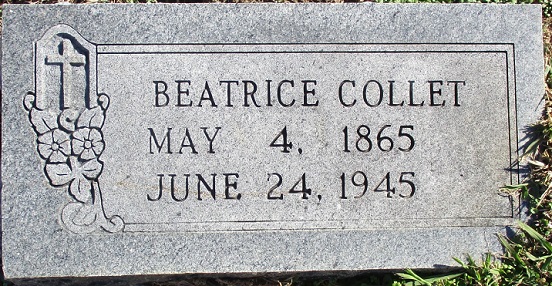 BEATRICE COLLET
MAY 4, 1865
JUNE 24, 1945